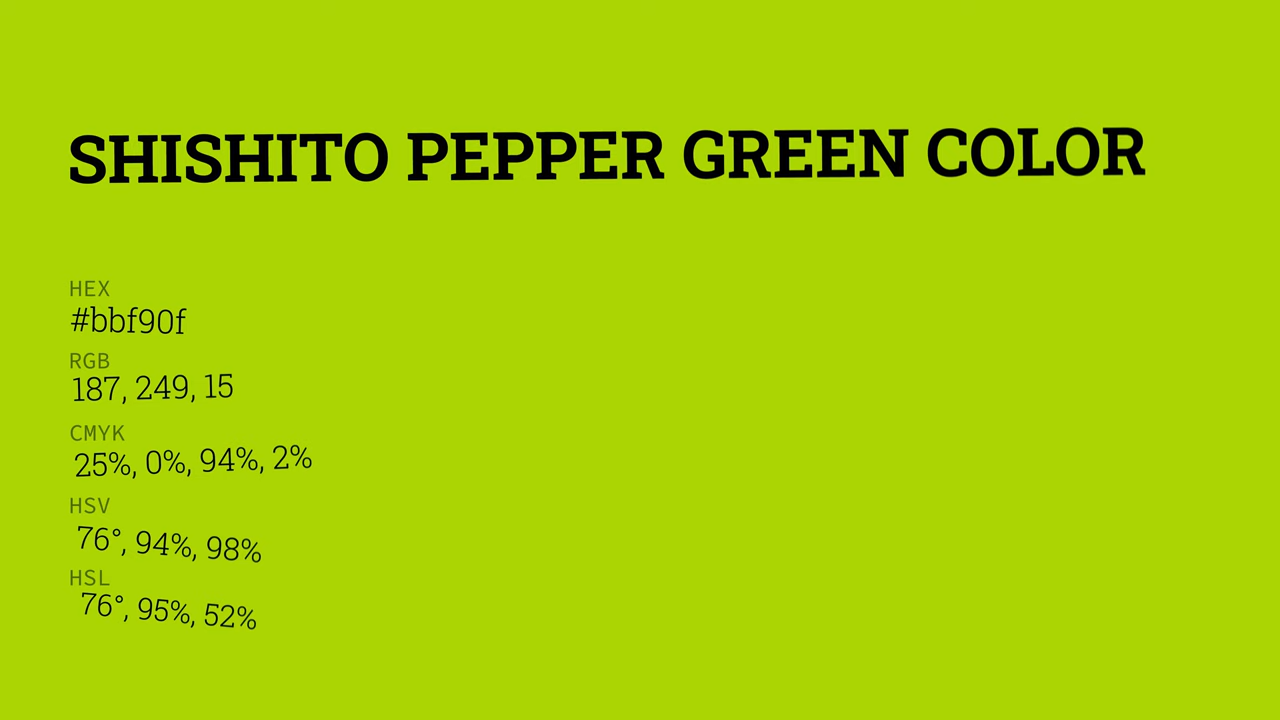 SHISHITO PEPPER GREEN COLOR
HEX
#bbf90f
RGB
187, 249, 15
CMYK
25%, 0%, 94%, 2%
HSV
76°, 94%, 98%
HSL
76°, 95%, 52%